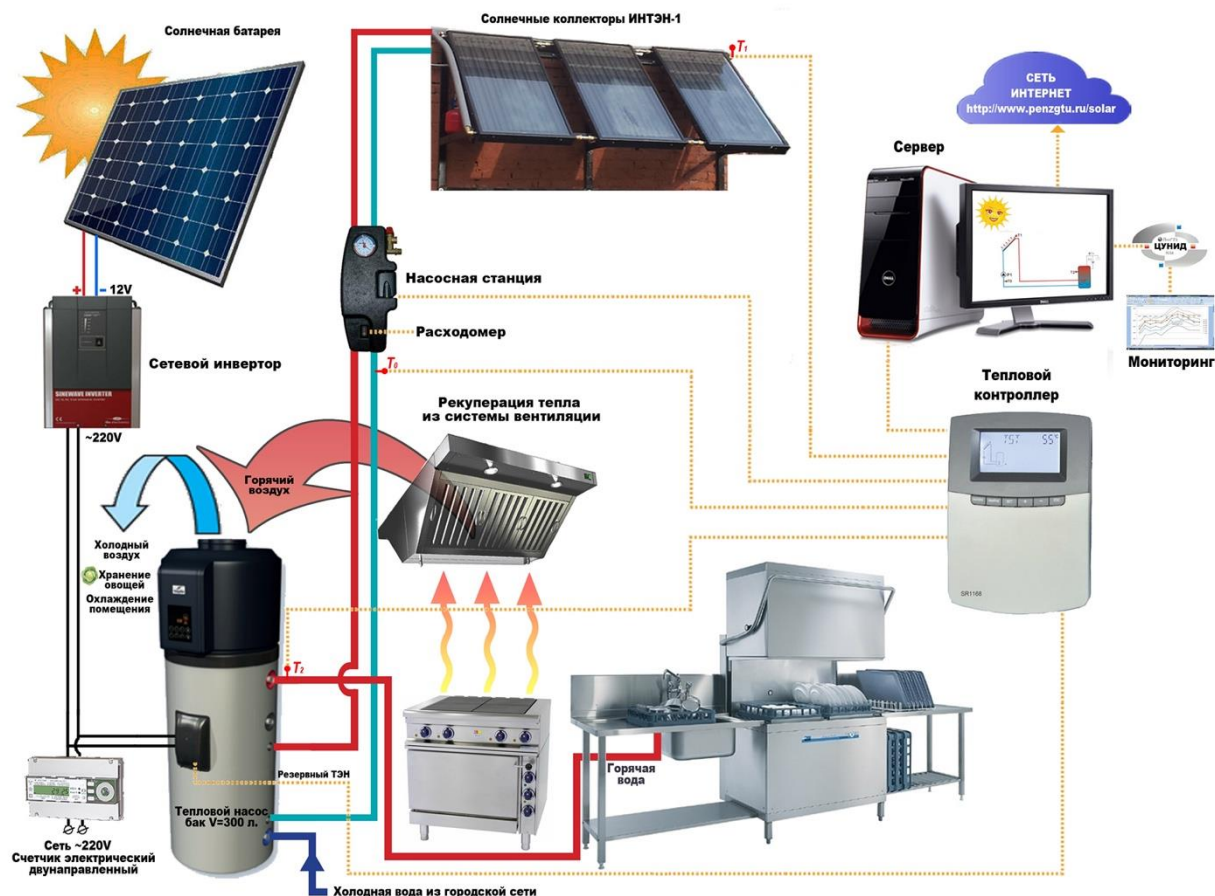 Солнечная батарея
Солнечные коллекторы ИНТЭН-1
T₁
СЕТЬ
ИНТЕРНЕТ
http://www.penzgtu.ru/solar
Сервер
ЦУНИД
Мониторинг
Насосная станция
Расходомер
T₀
+
– 12V
Сетевой инвертор
SINEWAVE INVERTER
~220V
Тепловой
контроллер
SR1168
Рекуперация тепла
из системы вентиляции
Горячий
воздух
Холодный
воздух
Хранение
овощей
Охлаждение
помещения
T₂
Резервный ТЭН
Горячая
вода
Тепловой насос
бак V=300 л.
Сеть ~220V
Счетчик электрический
двунаправленный
Холодная вода из городской сети